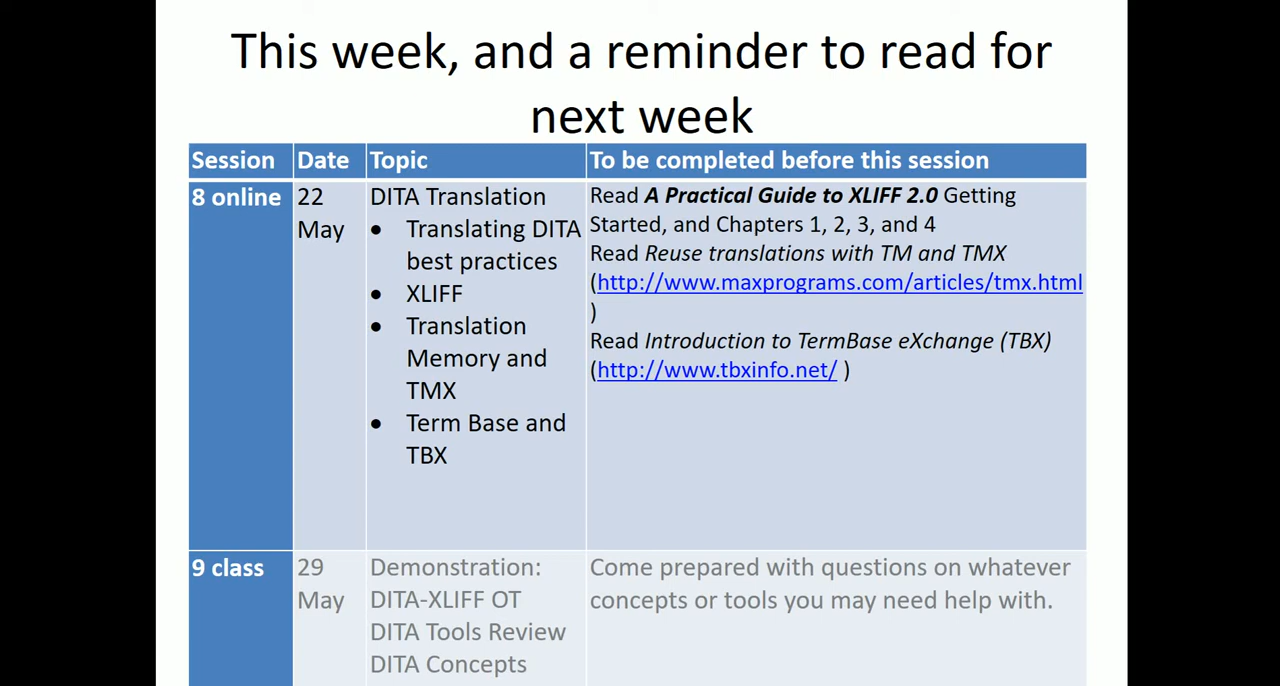 This week, and a reminder to read for
next week
Session Date Topic To be completed before this session
8 online
22
May
DITA Translation
• Translating DITA
best practices
• XLIFF
• Translation
Memory and
TMX
• Term Base and
TBX
Read A Practical Guide to XLIFF 2.0 Getting
Started, and Chapters 1, 2, 3, and 4
Read Reuse translations with TM and TMX
(http://www.maxprograms.com/articles/tmx.html
)
Read Introduction to TermBase eXchange (TBX)
(http://www.tbxinfo.net/ )
9 class
29
May
Demonstration:
DITA-XLIFF OT
DITA Tools Review
DITA Concepts
Come prepared with questions on whatever
concepts or tools you may need help with.